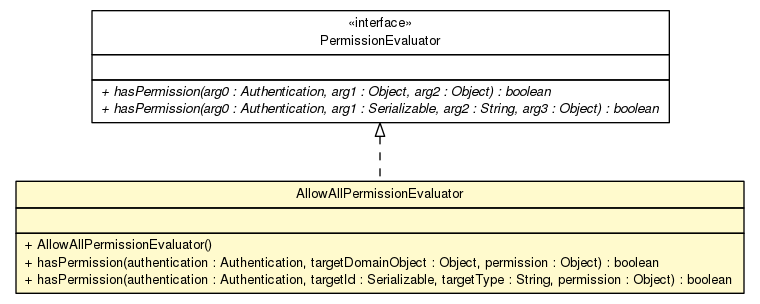 «interface»
PermissionEvaluator
+ hasPermission(arg0 : Authentication, arg1 : Object, arg2 : Object) : boolean
+ hasPermission(arg0 : Authentication, arg1 : Serializable, arg2 : String, arg3 : Object) : boolean
AllowAllPermissionEvaluator
+ AllowAllPermissionEvaluator()
+ hasPermission(authentication : Authentication, targetDomainObject : Object, permission : Object) : boolean
+ hasPermission(authentication : Authentication, targetId : Serializable, targetType : String, permission : Object) : boolean